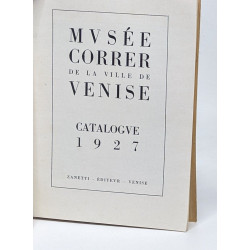 MVSÉE
CORRER
DE LA VILLE DE
VENISE
CATALOGVE
1927
ZANETTI - EDITEUR - VENISE